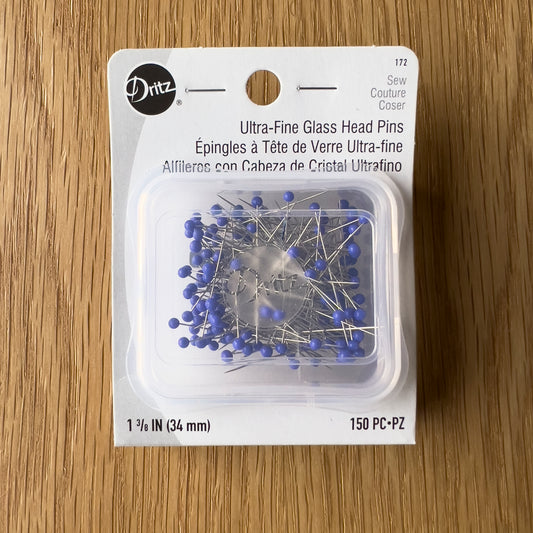 Dritz®
172
Sew
Couture
Coser
Ultra-Fine Glass Head Pins
Épingles à Tête de Verre Ultra-fine
Alfileros con Cabeza de Cristal Ultrafino
Dritz
1 3/8 IN (34 mm)
150 PC•PZ